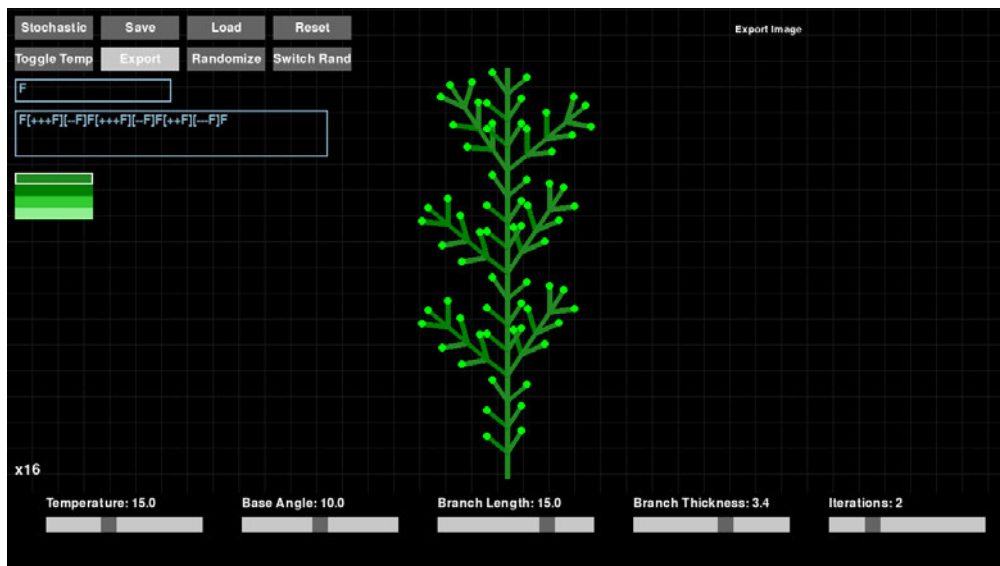 Stochastic Save Load Reset
Export Image
Toggle Temp Export Randomize Switch Rand
F
F[+++F][--F]F[+++F][--F]F[++F][---F]F
x16
Temperature: 15.0 Base Angle: 10.0 Branch Length: 15.0 Branch Thickness: 3.4 Iterations: 2